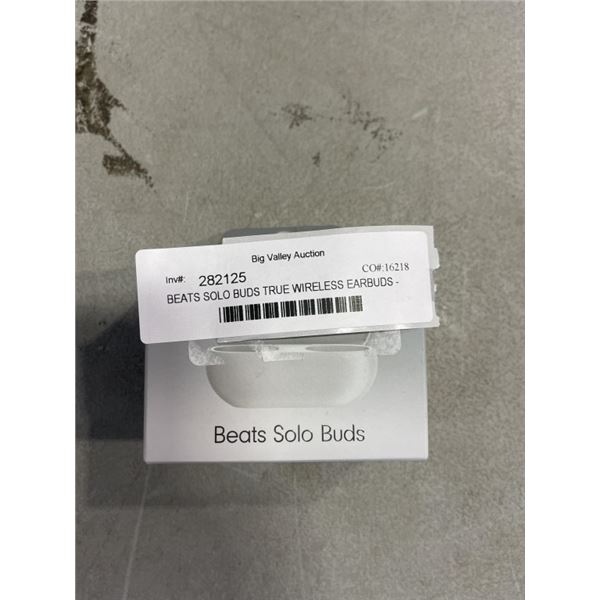 Big Valley Auction
Inv#: 282125 CO#:16218
BEATS SOLO BUDS TRUE WIRELESS EARBUDS -
Beats Solo Buds